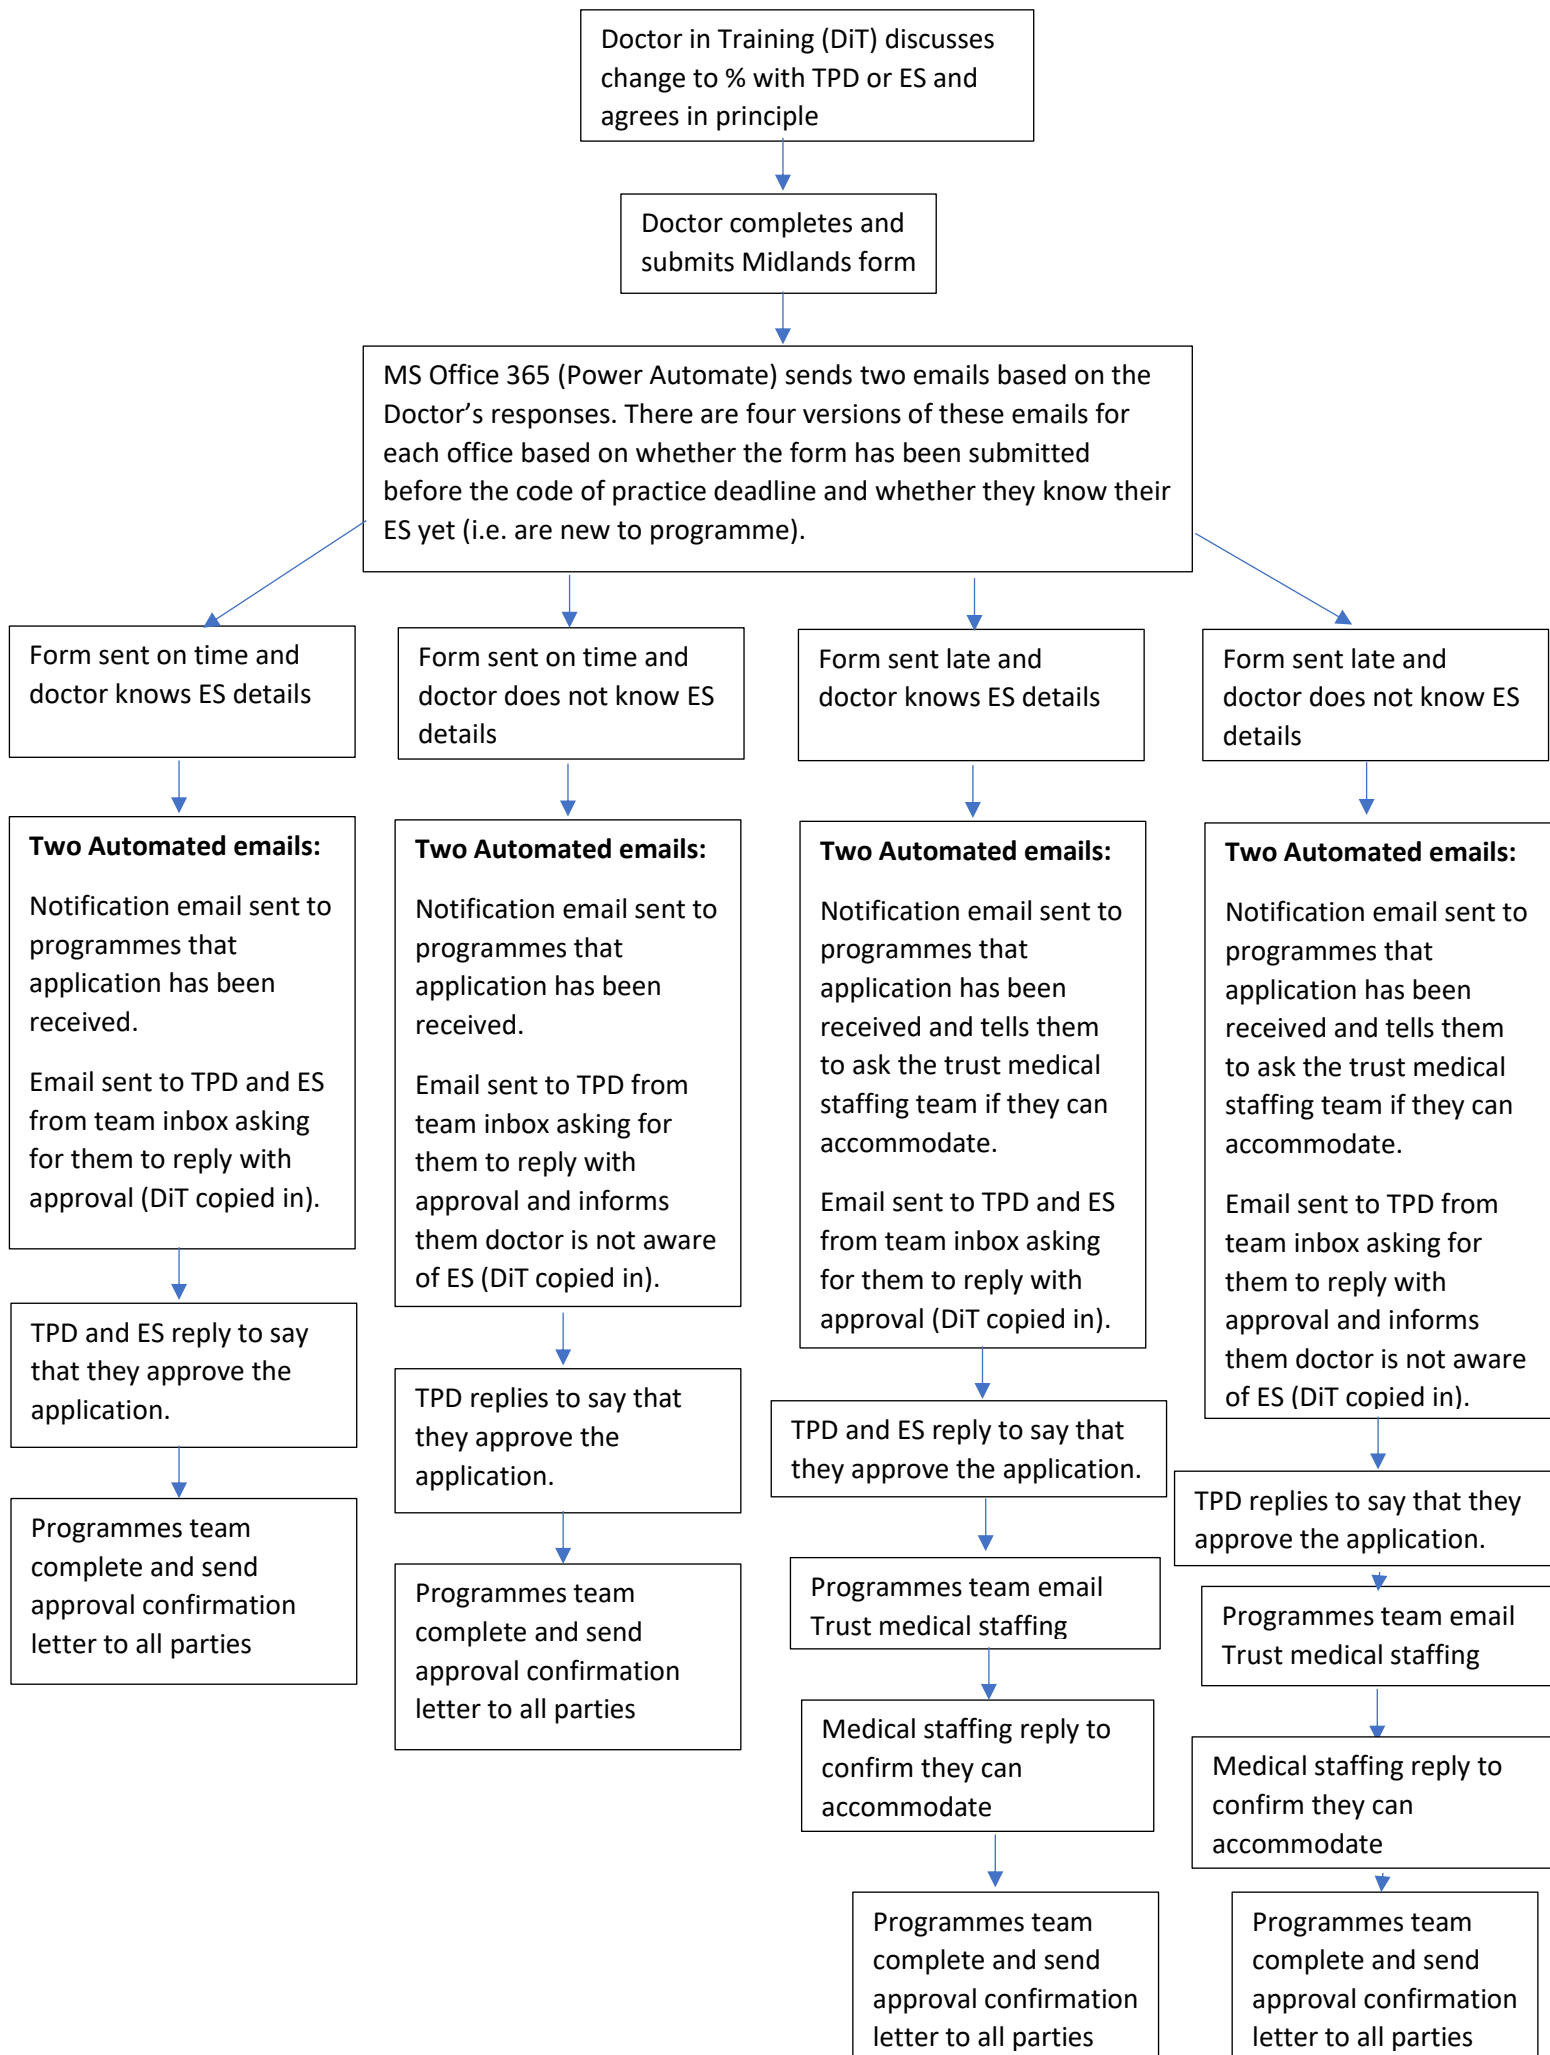 Doctor in Training (DiT) discusses
change to % with TPD or ES and
agrees in principle
Doctor completes and
submits Midlands form
MS Office 365 (Power Automate) sends two emails based on the
Doctor’s responses. There are four versions of these emails for
each office based on whether the form has been submitted
before the code of practice deadline and whether they know their
ES yet (i.e. are new to programme).
Form sent on time and
doctor knows ES details
Two Automated emails:
Notification email sent to
programmes that
application has been
received.
Email sent to TPD and ES
from team inbox asking
for them to reply with
approval (DiT copied in).
TPD and ES reply to say
that they approve the
application.
Programmes team
complete and send
approval confirmation
letter to all parties
Form sent on time and
doctor does not know ES
details
Two Automated emails:
Notification email sent to
programmes that
application has been
received.
Email sent to TPD from
team inbox asking for
them to reply with
approval and informs
them doctor is not aware
of ES (DiT copied in).
TPD replies to say that
they approve the
application.
Programmes team
complete and send
approval confirmation
letter to all parties
Form sent late and
doctor knows ES details
Two Automated emails:
Notification email sent to
programmes that
application has been
received and tells them
to ask the trust medical
staffing team if they can
accommodate.
Email sent to TPD and ES
from team inbox asking
for them to reply with
approval (DiT copied in).
TPD and ES reply to say that
they approve the application.
Programmes team email
Trust medical staffing
Medical staffing reply to
confirm they can
accommodate
Programmes team
complete and send
approval confirmation
letter to all parties
Form sent late and
doctor does not know ES
details
Two Automated emails:
Notification email sent to
programmes that
application has been
received and tells them
to ask the trust medical
staffing team if they can
accommodate.
Email sent to TPD from
team inbox asking for
them to reply with
approval and informs
them doctor is not aware
of ES (DiT copied in).
TPD replies to say that they
approve the application.
Programmes team email
Trust medical staffing
Medical staffing reply to
confirm they can
accommodate
Programmes team
complete and send
approval confirmation
letter to all parties